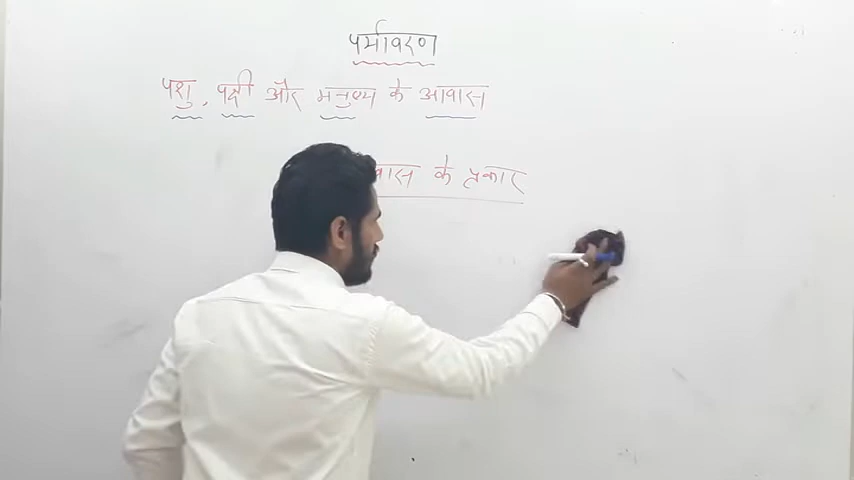 पर्यावरण
पशु, पक्षी और मनुष्य के आवास
वास के प्रकार